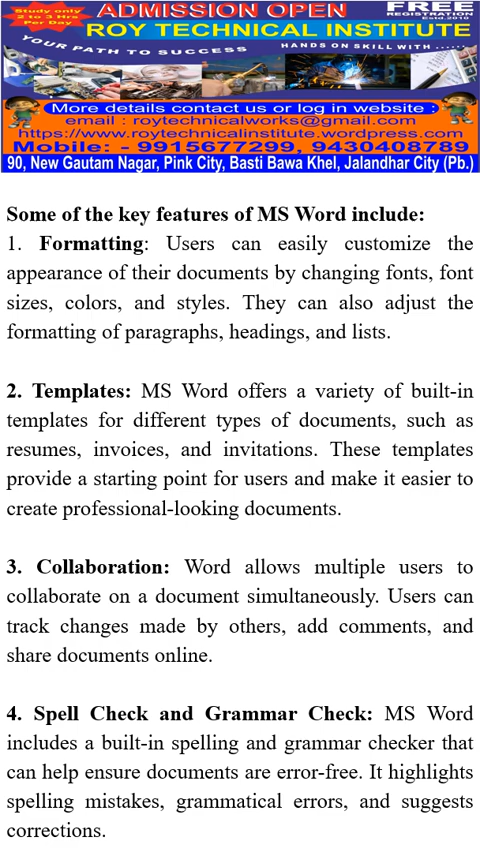 Study only
2 to 3 Hrs
Per Day
ADMISSION OPEN
FREE
REGISTRATION
Estd.2010
ROY TECHNICAL INSTITUTE
YOUR PATH TO SUCCESS
HANDS ON SKILL WITH ......
More details contact us or log in website :
email : roytechnicalworks@gmail.com
https://www.roytechnicalinstitute.wordpress.com
Mobile: - 9915677299, 9430408789
90, New Gautam Nagar, Pink City, Basti Bawa Khel, Jalandhar City (Pb.)
Some of the key features of MS Word include:
1. Formatting: Users can easily customize the
appearance of their documents by changing fonts, font
sizes, colors, and styles. They can also adjust the
formatting of paragraphs, headings, and lists.
2. Templates: MS Word offers a variety of built-in
templates for different types of documents, such as
resumes, invoices, and invitations. These templates
provide a starting point for users and make it easier to
create professional-looking documents.
3. Collaboration: Word allows multiple users to
collaborate on a document simultaneously. Users can
track changes made by others, add comments, and
share documents online.
4. Spell Check and Grammar Check: MS Word
includes a built-in spelling and grammar checker that
can help ensure documents are error-free. It highlights
spelling mistakes, grammatical errors, and suggests
corrections.